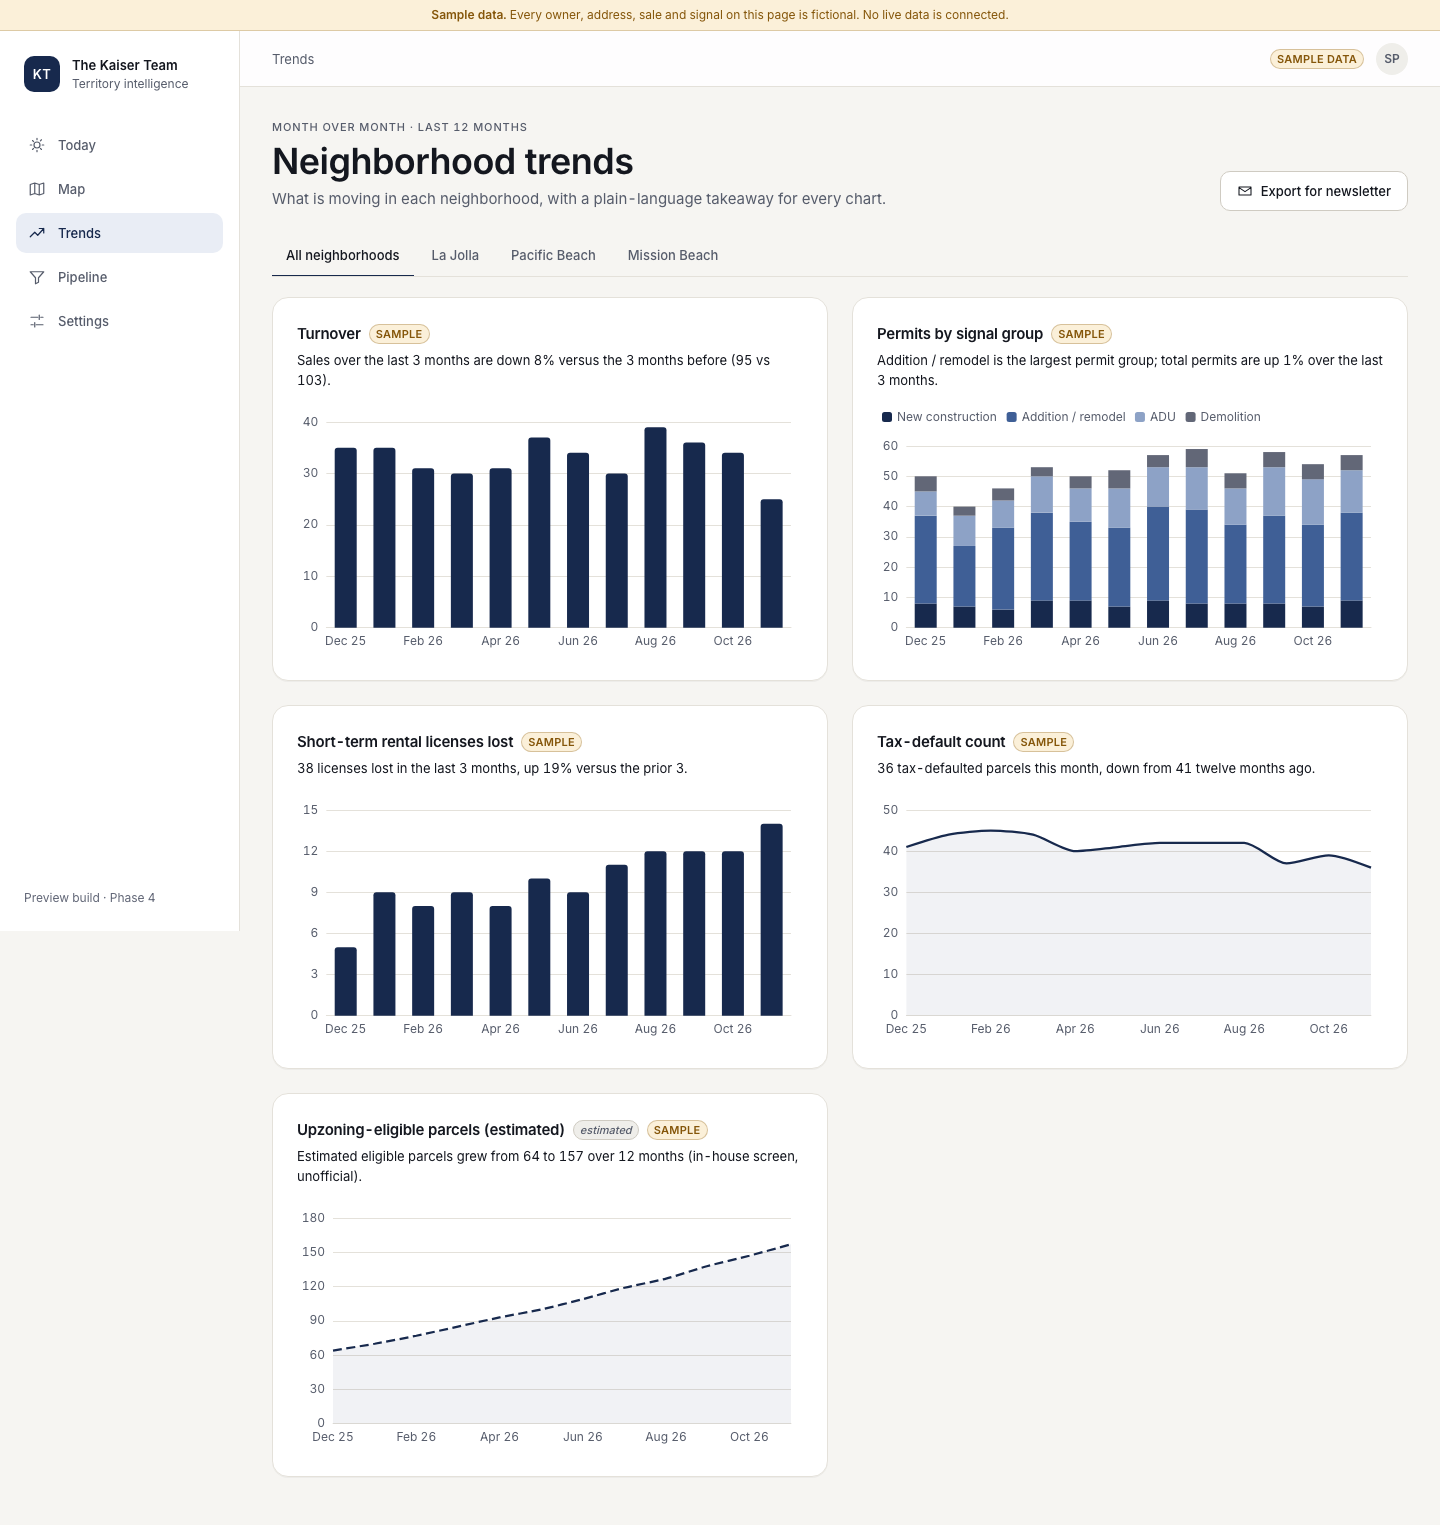 Sample data. Every owner, address, sale and signal on this page is fictional. No live data is connected.
KT
The Kaiser Team
Territory intelligence
Today
Map
Trends
Pipeline
Settings
Preview build · Phase 4
Trends
SAMPLE DATA
SP
MONTH OVER MONTH · LAST 12 MONTHS
Neighborhood trends
What is moving in each neighborhood, with a plain-language takeaway for every chart.
Export for newsletter
All neighborhoods
La Jolla
Pacific Beach
Mission Beach
Turnover SAMPLE
Sales over the last 3 months are down 8% versus the 3 months before (95 vs
103).
40
30
20
10
0
Dec 25 Feb 26 Apr 26 Jun 26 Aug 26 Oct 26
Permits by signal group SAMPLE
Addition / remodel is the largest permit group; total permits are up 1% over the last
3 months.
New construction Addition / remodel ADU Demolition
60
50
40
30
20
10
0
Dec 25 Feb 26 Apr 26 Jun 26 Aug 26 Oct 26
Short-term rental licenses lost SAMPLE
38 licenses lost in the last 3 months, up 19% versus the prior 3.
15
12
9
6
3
0
Dec 25 Feb 26 Apr 26 Jun 26 Aug 26 Oct 26
Tax-default count SAMPLE
36 tax-defaulted parcels this month, down from 41 twelve months ago.
50
40
30
20
10
0
Dec 25 Feb 26 Apr 26 Jun 26 Aug 26 Oct 26
Upzoning-eligible parcels (estimated) estimated SAMPLE
Estimated eligible parcels grew from 64 to 157 over 12 months (in-house screen,
unofficial).
180
150
120
90
60
30
0
Dec 25 Feb 26 Apr 26 Jun 26 Aug 26 Oct 26